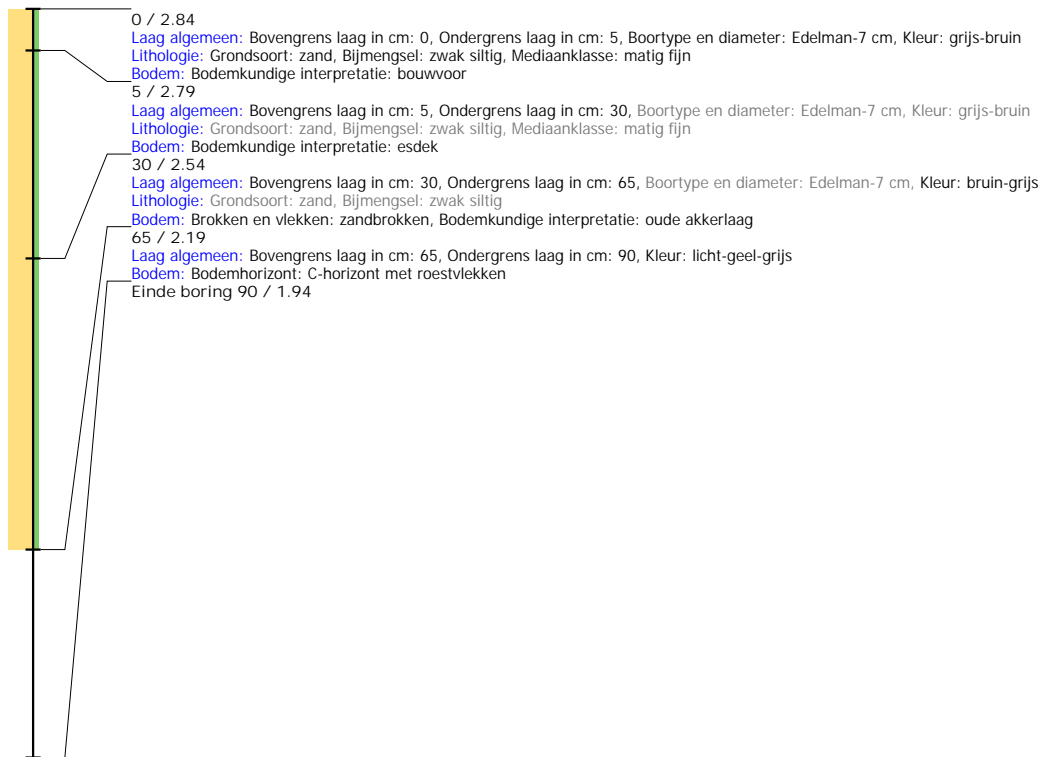 0 / 2.84
Laag algemeen: Bovengrens laag in cm: 0, Ondergrens laag in cm: 5, Boortype en diameter: Edelman-7 cm, Kleur: grijs-bruin
Lithologie: Grondsoort: zand, Bijmengsel: zwak siltig, Mediaanklasse: matig fijn
Bodem: Bodemkundige interpretatie: bouwvoor
5 / 2.79
Laag algemeen: Bovengrens laag in cm: 5, Ondergrens laag in cm: 30, Boortype en diameter: Edelman-7 cm, Kleur: grijs-bruin
Lithologie: Grondsoort: zand, Bijmengsel: zwak siltig, Mediaanklasse: matig fijn
Bodem: Bodemkundige interpretatie: esdek
30 / 2.54
Laag algemeen: Bovengrens laag in cm: 30, Ondergrens laag in cm: 65, Boortype en diameter: Edelman-7 cm, Kleur: bruin-grijs
Lithologie: Grondsoort: zand, Bijmengsel: zwak siltig
Bodem: Brokken en vlekken: zandbrokken, Bodemkundige interpretatie: oude akkerlaag
65 / 2.19
Laag algemeen: Bovengrens laag in cm: 65, Ondergrens laag in cm: 90, Kleur: licht-geel-grijs
Bodem: Bodemhorizont: C-horizont met roestvlekken
Einde boring 90 / 1.94